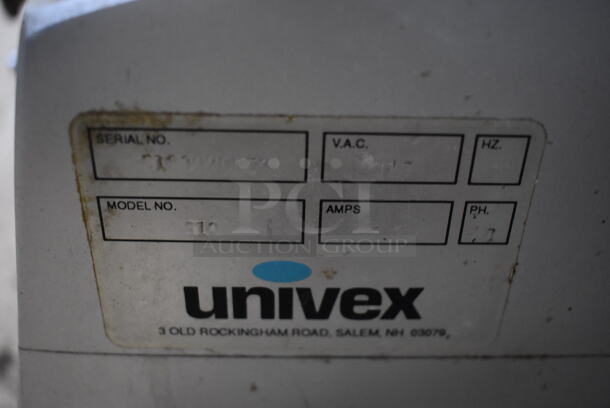 SERIAL NO. V.A.C. HZ.
MODEL NO. AMPS PH.
PCI
AUCTION GROUP
univex
3 OLD ROCKINGHAM ROAD, SALEM, NH 03079